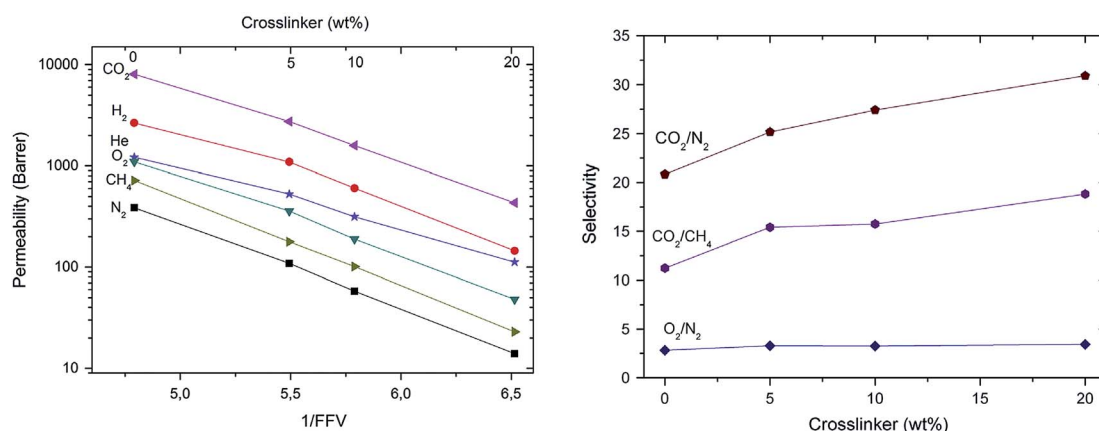 Crosslinker (wt%)
0 5 10 20
10000
1000
100
10
Permeability (Barrer)
CO2
H2
He
O2
CH4
N2
5,0 5,5 6,0 6,5
1/FFV
35
30
25
20
15
10
5
0
Selectivity
CO2/N2
CO2/CH4
O2/N2
0 5 10 15 20
Crosslinker (wt%)